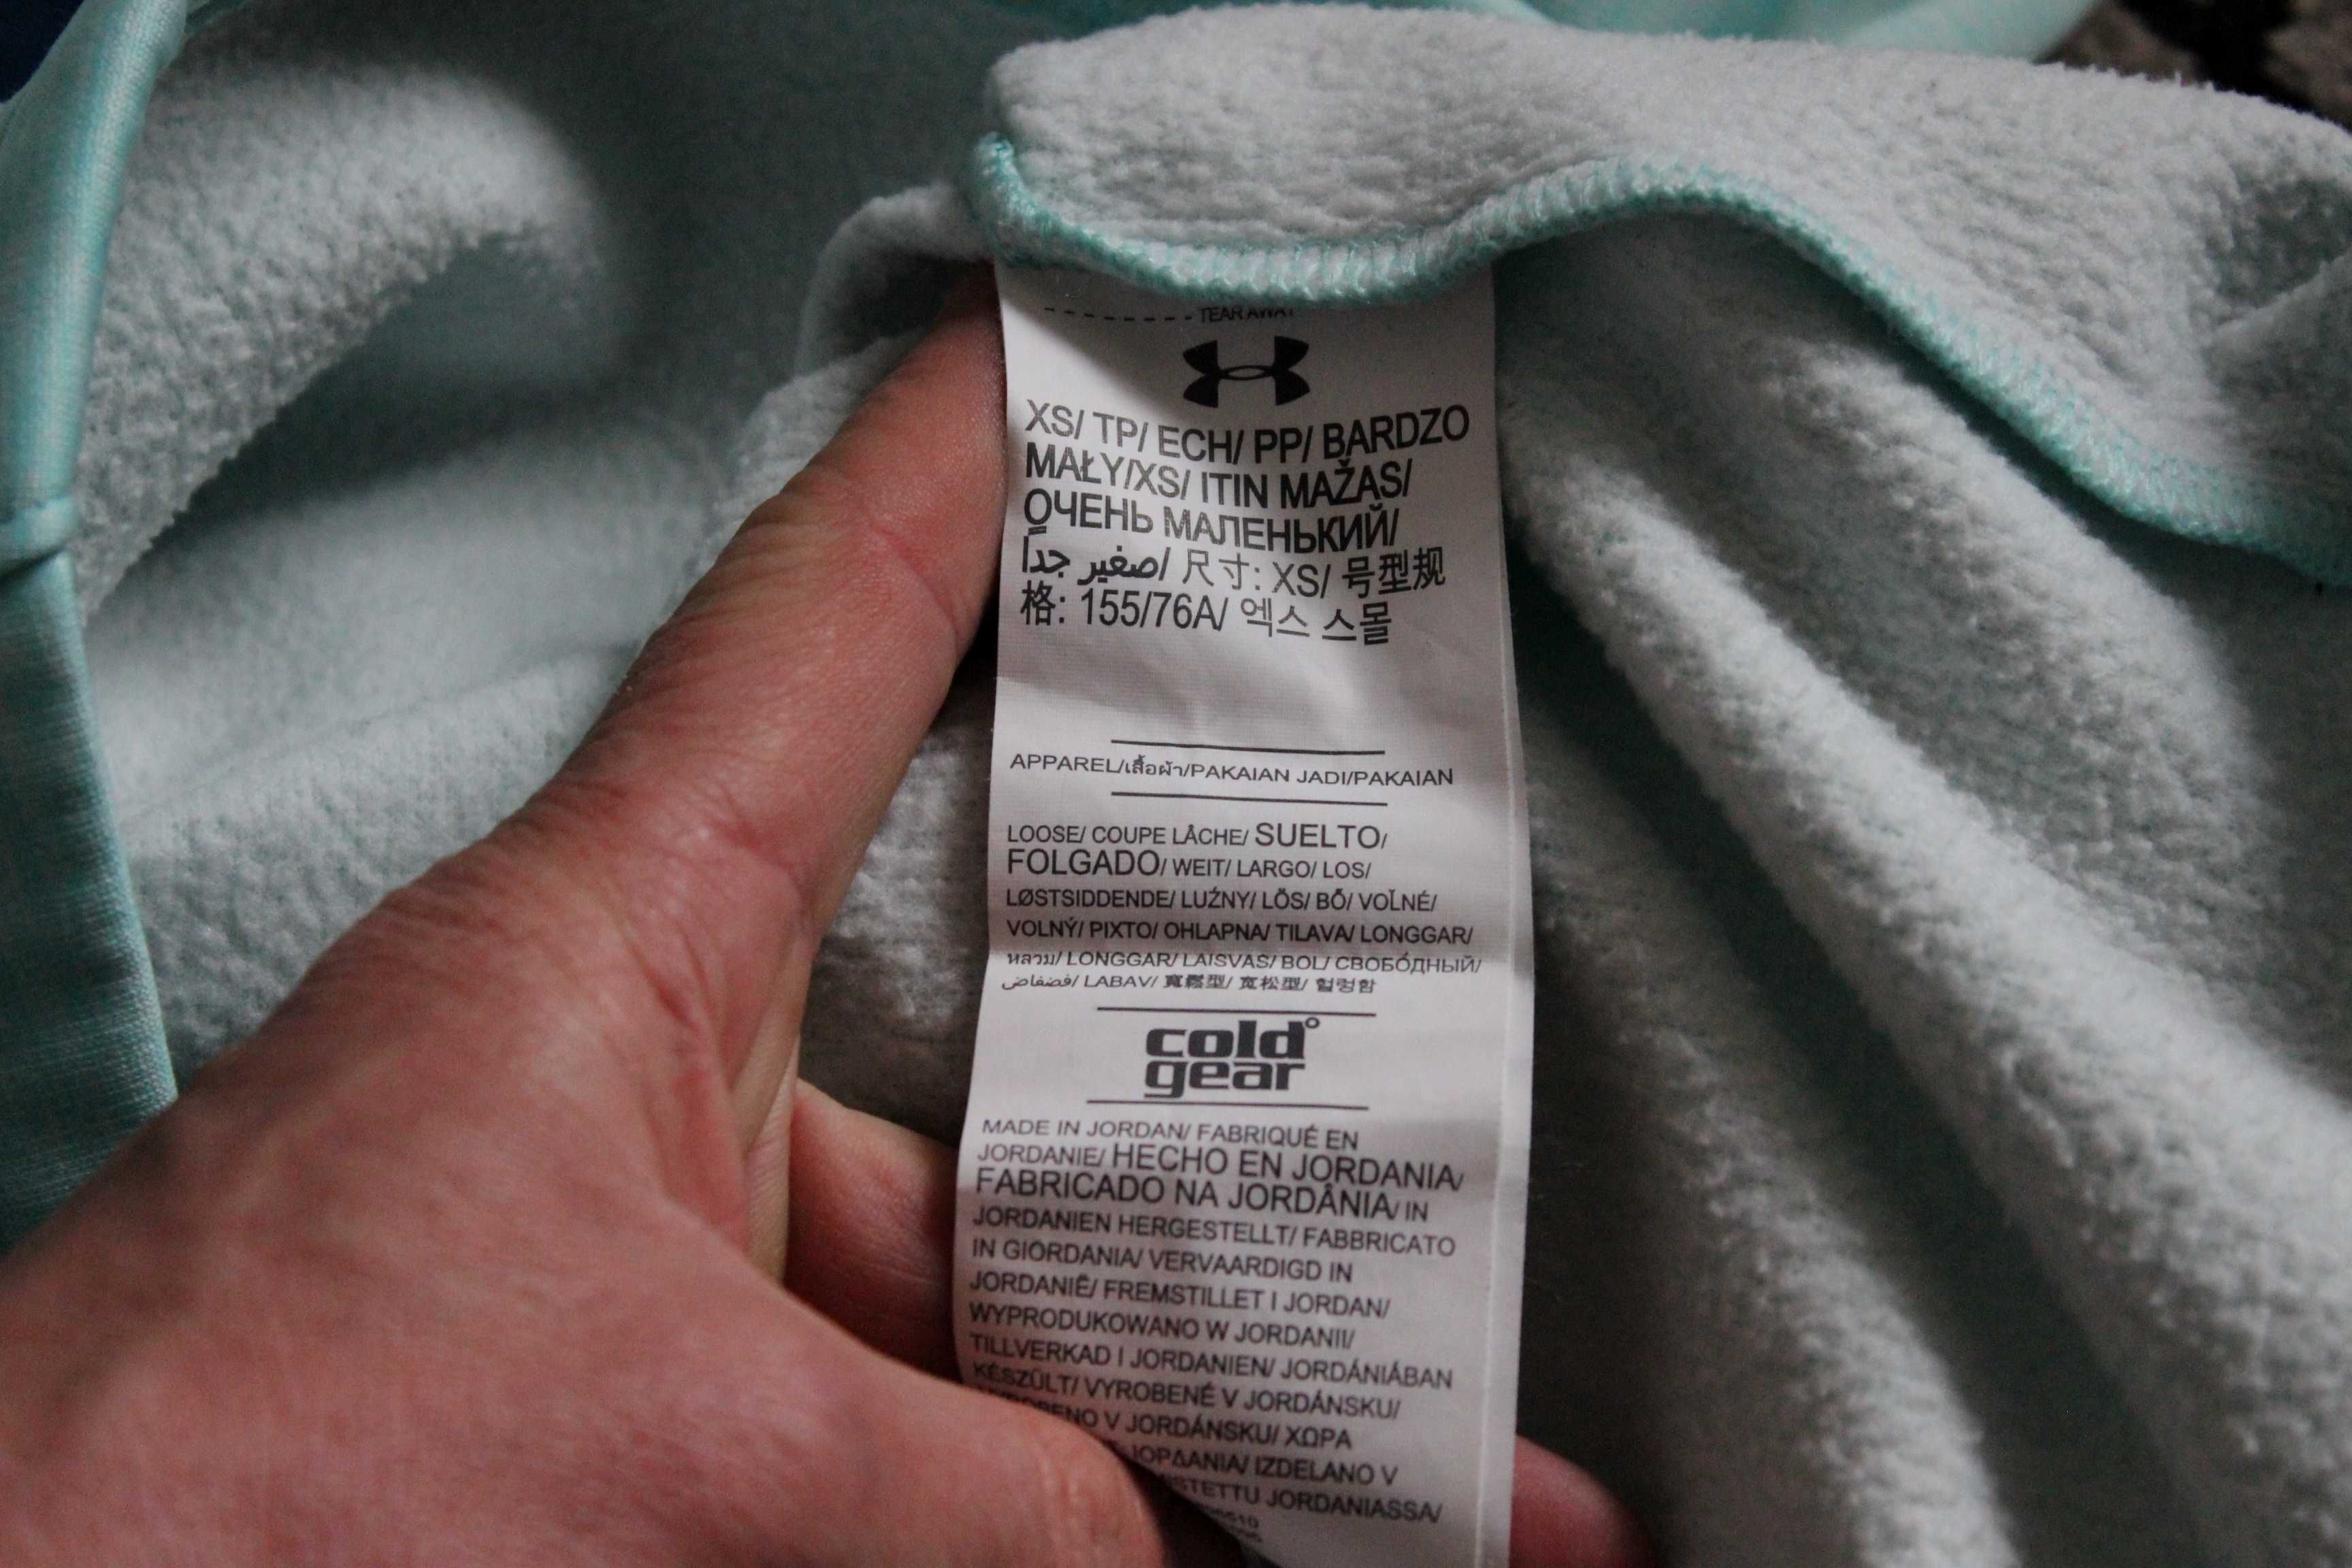 TEAR AWAY
XS/ TP/ ECH/ PP/ BARDZO
MAŁY/XS/ ITIN MAŽAS/
ОЧЕНЬ МАЛЕНЬКИЙ/
صغير جداً/ 尺寸: XS/ 号型规
格: 155/76A/ 엑스 스몰
APPAREL/เสื้อผ้า/PAKAIAN JADI/PAKAIAN
LOOSE/ COUPE LÂCHE/ SUELTO/
FOLGADO/ WEIT/ LARGO/ LOS/
LØSTSIDDENDE/ LUŹNY/ LÖS/ BŐ/ VOĽNÉ/
VOLNÝ/ ΡΙΧΤΟ/ OHLAPNA/ TILAVA/ LONGGAR/
หลวม/ LONGGAR/ LAISVAS/ BOL/ СВОБО́ДНЫЙ/
فضفاض/ LABAV/ 寬鬆型/ 宽松型/ 헐렁함
cold°
gear
MADE IN JORDAN/ FABRIQUÉ EN
JORDANIE/ HECHO EN JORDANIA/
FABRICADO NA JORDÂNIA/ IN
JORDANIEN HERGESTELLT/ FABBRICATO
IN GIORDANIA/ VERVAARDIGD IN
JORDANIË/ FREMSTILLET I JORDAN/
WYPRODUKOWANO W JORDANII/
TILLVERKAD I JORDANIEN/ JORDÁNIÁBAN
KÉSZÜLT/ VYROBENÉ V JORDÁNSKU/
V JORDÁNSKU/ ΧΩΡΑ
ΙΟΡΔΑΝΙΑ/ IZDELANO V
JORDANIASSA/